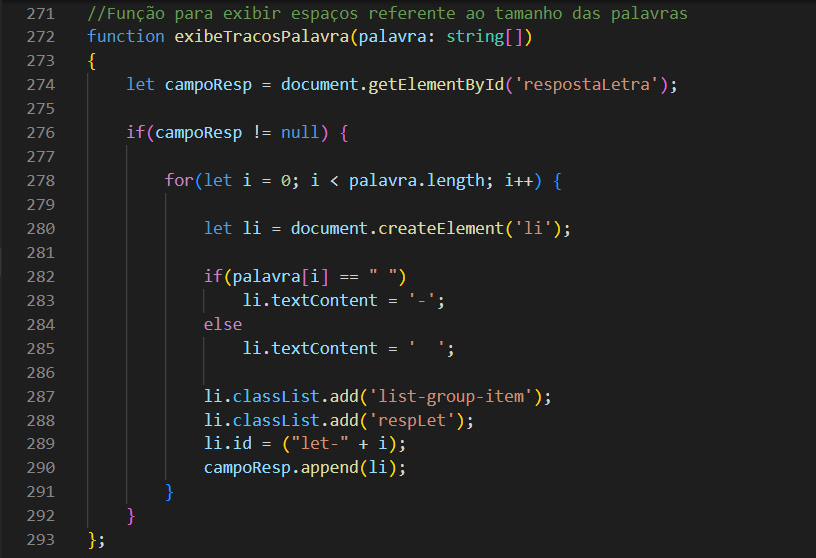 271 //Função para exibir espaços referente ao tamanho das palavras
272 function exibeTracosPalavra(palavra: string[])
273 {
274     let campoResp = document.getElementById('respostaLetra');
275
276     if(campoResp != null) {
277
278         for(let i = 0; i < palavra.length; i++) {
279
280             let li = document.createElement('li');
281
282             if(palavra[i] == " ")
283                 li.textContent = '-';
284             else
285                 li.textContent = '  ';
286
287             li.classList.add('list-group-item');
288             li.classList.add('respLet');
289             li.id = ("let-" + i);
290             campoResp.append(li);
291         }
292     }
293 };